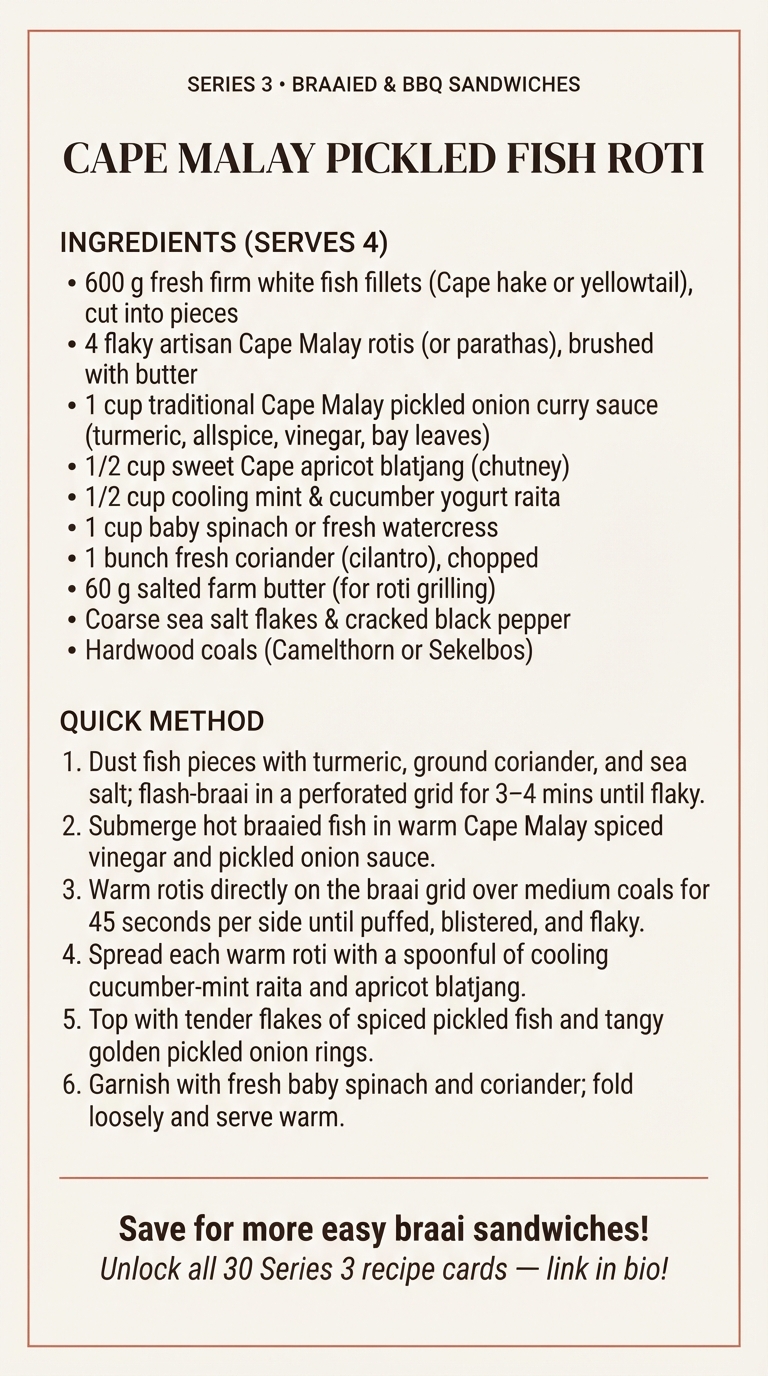 SERIES 3 • BRAAIED & BBQ SANDWICHES
CAPE MALAY PICKLED FISH ROTI
INGREDIENTS (SERVES 4)
• 600 g fresh firm white fish fillets (Cape hake or yellowtail),
cut into pieces
• 4 flaky artisan Cape Malay rotis (or parathas), brushed
with butter
• 1 cup traditional Cape Malay pickled onion curry sauce
(turmeric, allspice, vinegar, bay leaves)
• 1/2 cup sweet Cape apricot blatjang (chutney)
• 1/2 cup cooling mint & cucumber yogurt raita
• 1 cup baby spinach or fresh watercress
• 1 bunch fresh coriander (cilantro), chopped
• 60 g salted farm butter (for roti grilling)
• Coarse sea salt flakes & cracked black pepper
• Hardwood coals (Camelthorn or Sekelbos)
QUICK METHOD
1. Dust fish pieces with turmeric, ground coriander, and sea
salt; flash-braai in a perforated grid for 3–4 mins until flaky.
2. Submerge hot braaied fish in warm Cape Malay spiced
vinegar and pickled onion sauce.
3. Warm rotis directly on the braai grid over medium coals for
45 seconds per side until puffed, blistered, and flaky.
4. Spread each warm roti with a spoonful of cooling
cucumber-mint raita and apricot blatjang.
5. Top with tender flakes of spiced pickled fish and tangy
golden pickled onion rings.
6. Garnish with fresh baby spinach and coriander; fold
loosely and serve warm.
Save for more easy braai sandwiches!
Unlock all 30 Series 3 recipe cards — link in bio!